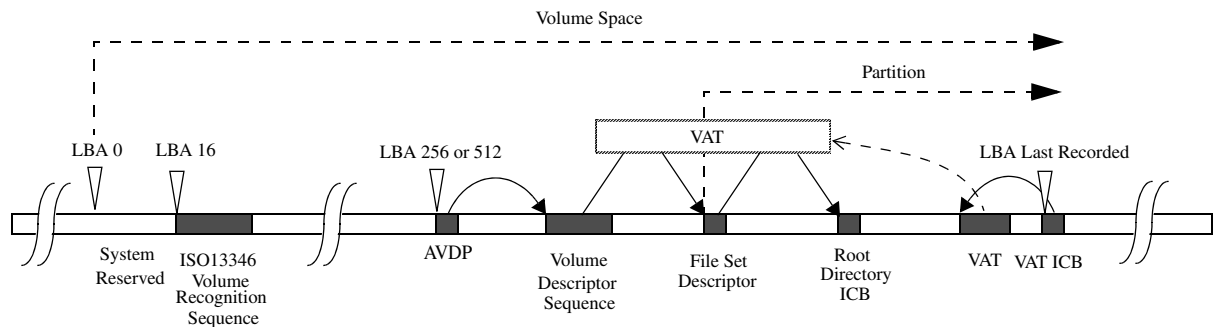 Volume Space
Partition
VAT
LBA 0
LBA 16
LBA 256 or 512
LBA Last Recorded
System
Reserved
ISO13346
Volume
Recognition
Sequence
AVDP
Volume
Descriptor
Sequence
File Set
Descriptor
Root
Directory
ICB
VAT
VAT ICB